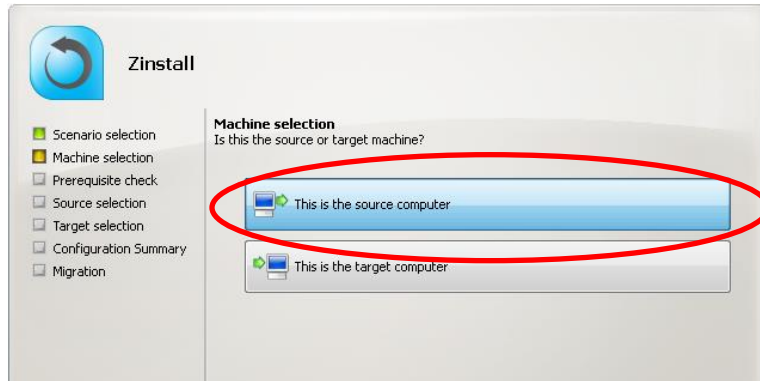 Zinstall
Scenario selection
Machine selection
Prerequisite check
Source selection
Target selection
Configuration Summary
Migration
Machine selection
Is this the source or target machine?
This is the source computer
This is the target computer